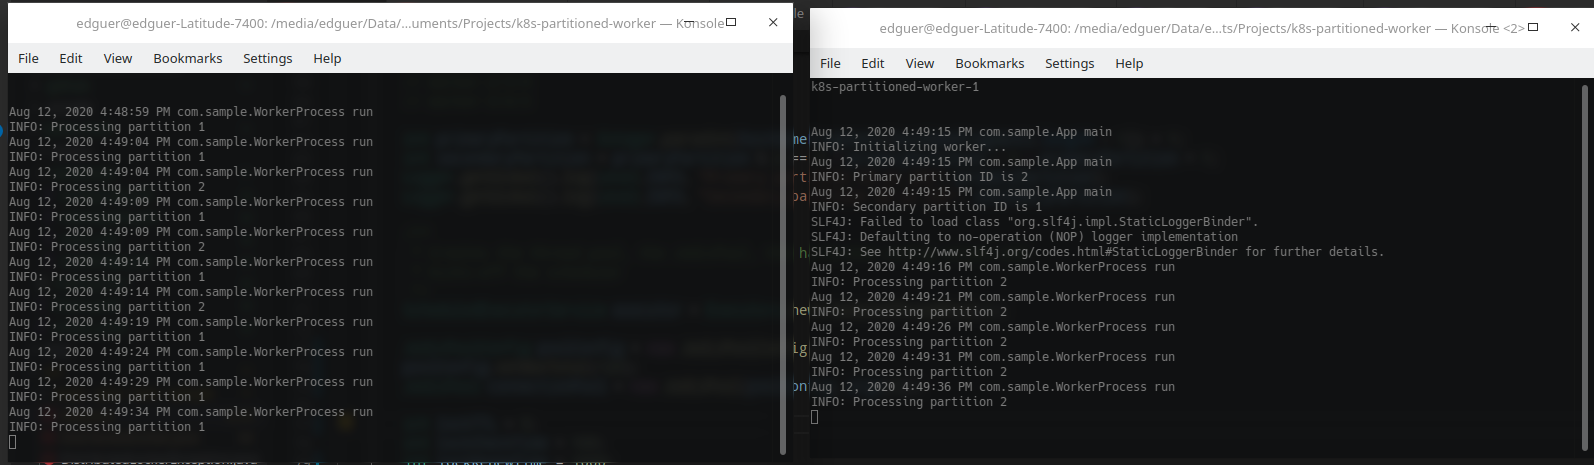 edguer@edguer-Latitude-7400: /media/edguer/Data/...uments/Projects/k8s-partitioned-worker — Konsole
File Edit View Bookmarks Settings Help
Aug 12, 2020 4:48:59 PM com.sample.WorkerProcess run
INFO: Processing partition 1
Aug 12, 2020 4:49:04 PM com.sample.WorkerProcess run
INFO: Processing partition 1
Aug 12, 2020 4:49:04 PM com.sample.WorkerProcess run
INFO: Processing partition 2
Aug 12, 2020 4:49:09 PM com.sample.WorkerProcess run
INFO: Processing partition 1
Aug 12, 2020 4:49:09 PM com.sample.WorkerProcess run
INFO: Processing partition 2
Aug 12, 2020 4:49:14 PM com.sample.WorkerProcess run
INFO: Processing partition 1
Aug 12, 2020 4:49:14 PM com.sample.WorkerProcess run
INFO: Processing partition 2
Aug 12, 2020 4:49:19 PM com.sample.WorkerProcess run
INFO: Processing partition 1
Aug 12, 2020 4:49:24 PM com.sample.WorkerProcess run
INFO: Processing partition 1
Aug 12, 2020 4:49:29 PM com.sample.WorkerProcess run
INFO: Processing partition 1
Aug 12, 2020 4:49:34 PM com.sample.WorkerProcess run
INFO: Processing partition 1
edguer@edguer-Latitude-7400: /media/edguer/Data/e...ts/Projects/k8s-partitioned-worker — Konsole <2>
File Edit View Bookmarks Settings Help
k8s-partitioned-worker-1
Aug 12, 2020 4:49:15 PM com.sample.App main
INFO: Initializing worker...
Aug 12, 2020 4:49:15 PM com.sample.App main
INFO: Primary partition ID is 2
Aug 12, 2020 4:49:15 PM com.sample.App main
INFO: Secondary partition ID is 1
SLF4J: Failed to load class "org.slf4j.impl.StaticLoggerBinder".
SLF4J: Defaulting to no-operation (NOP) logger implementation
SLF4J: See http://www.slf4j.org/codes.html#StaticLoggerBinder for further details.
Aug 12, 2020 4:49:16 PM com.sample.WorkerProcess run
INFO: Processing partition 2
Aug 12, 2020 4:49:21 PM com.sample.WorkerProcess run
INFO: Processing partition 2
Aug 12, 2020 4:49:26 PM com.sample.WorkerProcess run
INFO: Processing partition 2
Aug 12, 2020 4:49:31 PM com.sample.WorkerProcess run
INFO: Processing partition 2
Aug 12, 2020 4:49:36 PM com.sample.WorkerProcess run
INFO: Processing partition 2